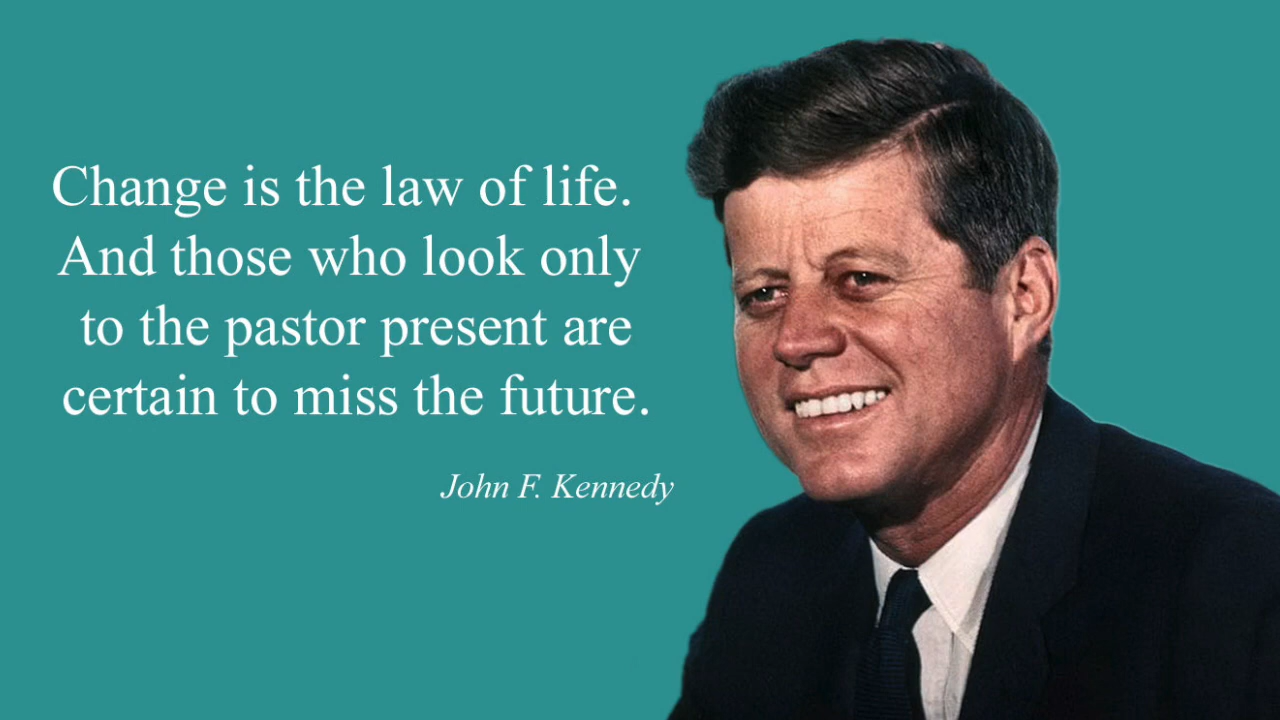 Change is the law of life.
And those who look only
to the pastor present are
certain to miss the future.
John F. Kennedy